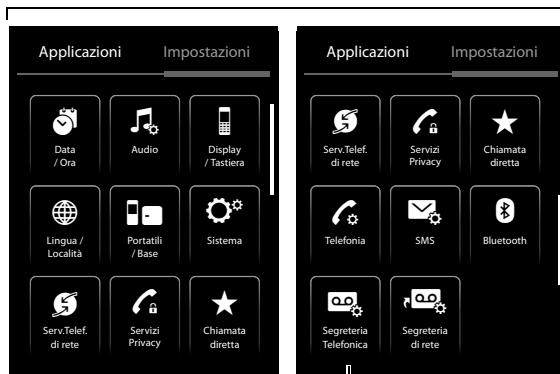 Applicazioni Impostazioni
Data
/ Ora
Audio
Display
/ Tastiera
Lingua /
Località
Portatili
/ Base
Sistema
Serv.Telef.
di rete
Servizi
Privacy
Chiamata
diretta
Applicazioni Impostazioni
Serv.Telef.
di rete
Servizi
Privacy
Chiamata
diretta
Telefonia
SMS
Bluetooth
Segreteria
Telefonica
Segreteria
di rete